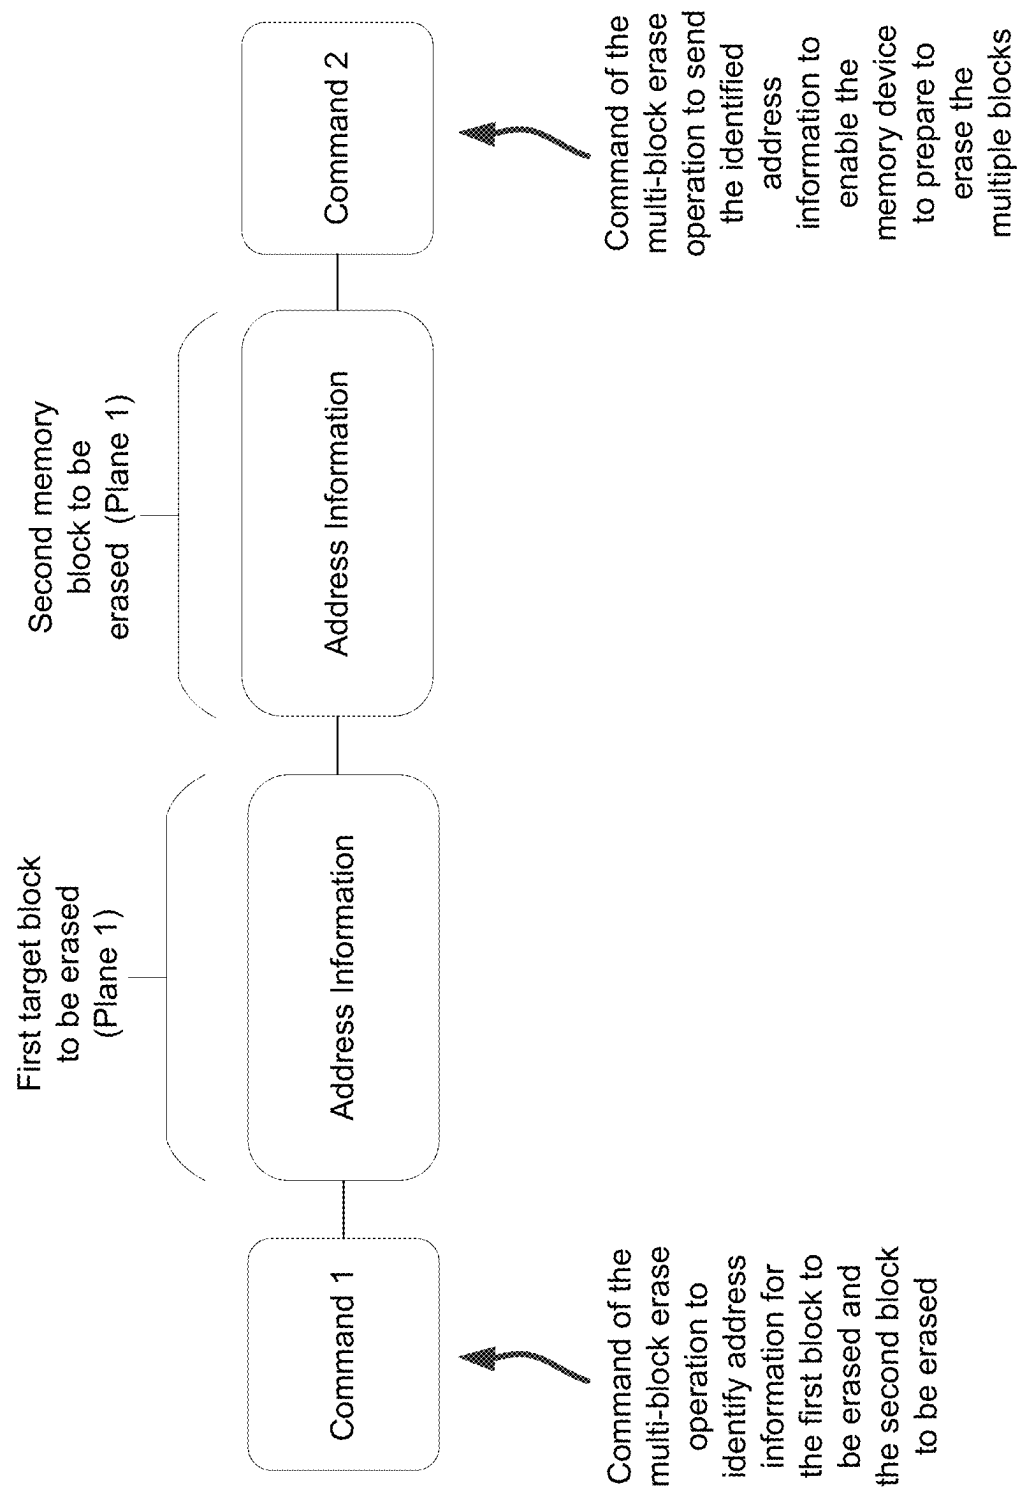 First target block
to be erased
(Plane 1)
Second memory
block to be
erased (Plane 1)
Command 1
Address Information
Address Information
Command 2
Command of the
multi-block erase
operation to
identify address
information for
the first block to
be erased and
the second block
to be erased
Command of the
multi-block erase
operation to send
the identified
address
information to
enable the
memory device
to prepare to
erase the
multiple blocks